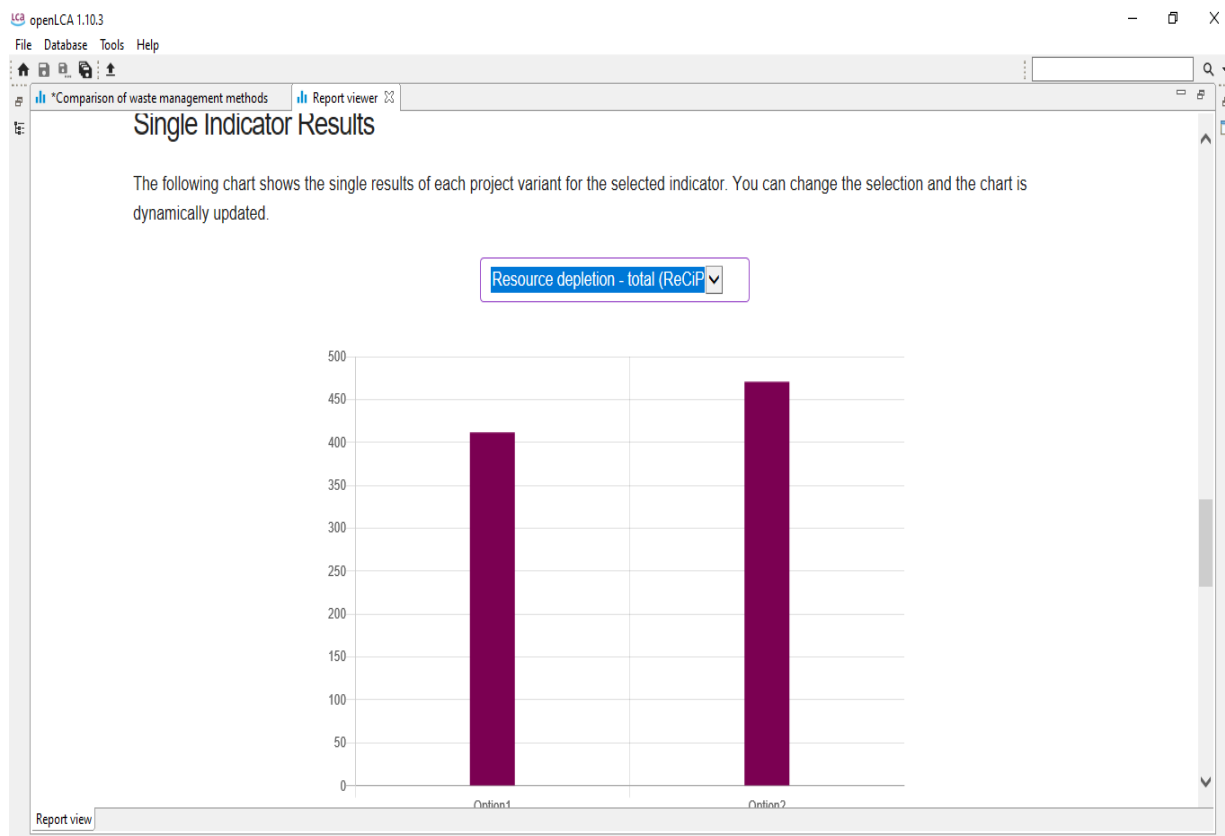 LCA openLCA 1.10.3
File Database Tools Help
*Comparison of waste management methods
Report viewer
Single Indicator Results
The following chart shows the single results of each project variant for the selected indicator. You can change the selection and the chart is
dynamically updated.
Resource depletion - total (ReCiP
500
450
400
350
300
250
200
150
100
50
0
Option1 Option2
Report view